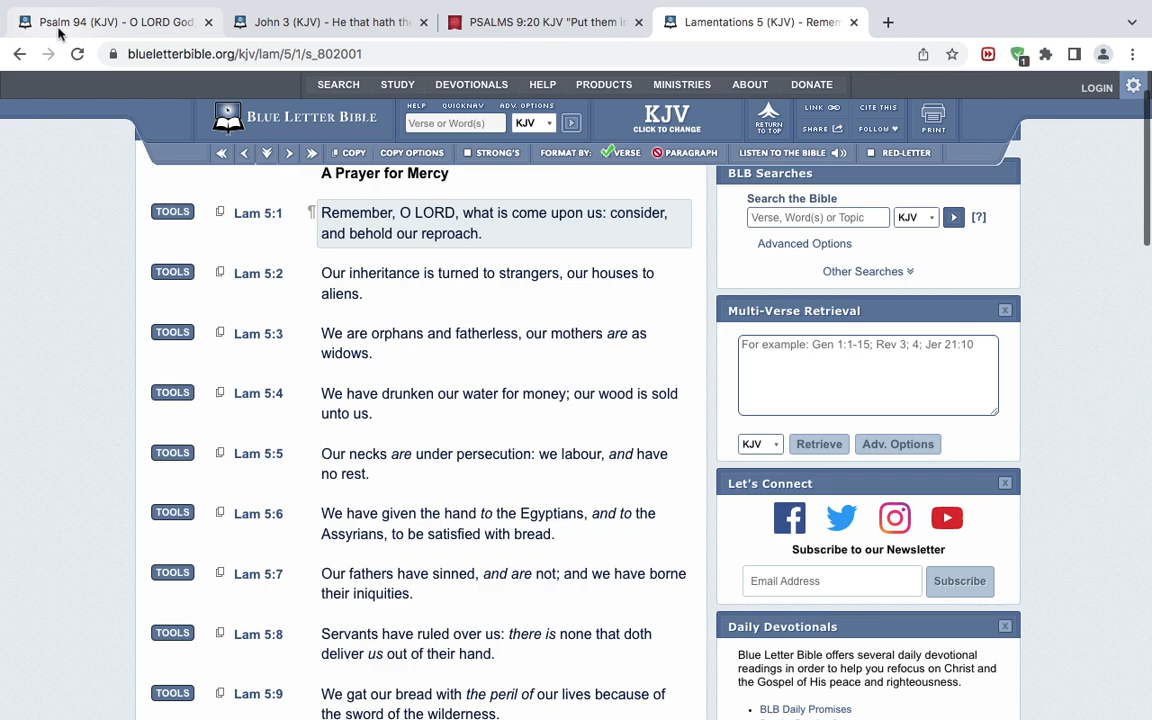 Psalm 94 (KJV) - O LORD God,
John 3 (KJV) - He that hath the
PSALMS 9:20 KJV "Put them in
Lamentations 5 (KJV) - Remem
blueletterbible.org/kjv/lam/5/1/s_802001
1
SEARCH STUDY DEVOTIONALS HELP PRODUCTS MINISTRIES ABOUT DONATE
LOGIN
BLUE LETTER BIBLE
HELP QUICKNAV ADV. OPTIONS
Verse or Word(s) KJV
KJV
CLICK TO CHANGE
RETURN
TO TOP
LINK CITE THIS
SHARE FOLLOW
PRINT
COPY COPY OPTIONS STRONG'S FORMAT BY: VERSE PARAGRAPH LISTEN TO THE BIBLE RED-LETTER
A Prayer for Mercy
TOOLS Lam 5:1 ¶ Remember, O LORD, what is come upon us: consider,
and behold our reproach.
TOOLS Lam 5:2 Our inheritance is turned to strangers, our houses to
aliens.
TOOLS Lam 5:3 We are orphans and fatherless, our mothers are as
widows.
TOOLS Lam 5:4 We have drunken our water for money; our wood is sold
unto us.
TOOLS Lam 5:5 Our necks are under persecution: we labour, and have
no rest.
TOOLS Lam 5:6 We have given the hand to the Egyptians, and to the
Assyrians, to be satisfied with bread.
TOOLS Lam 5:7 Our fathers have sinned, and are not; and we have borne
their iniquities.
TOOLS Lam 5:8 Servants have ruled over us: there is none that doth
deliver us out of their hand.
TOOLS Lam 5:9 We gat our bread with the peril of our lives because of
the sword of the wilderness.
BLB Searches
Search the Bible
Verse, Word(s) or Topic KJV [?]
Advanced Options
Other Searches
Multi-Verse Retrieval x
For example: Gen 1:1-15; Rev 3; 4; Jer 21:10
KJV Retrieve Adv. Options
Let's Connect x
Subscribe to our Newsletter
Email Address Subscribe
Daily Devotionals x
Blue Letter Bible offers several daily devotional
readings in order to help you refocus on Christ and
the Gospel of His peace and righteousness.
BLB Daily Promises